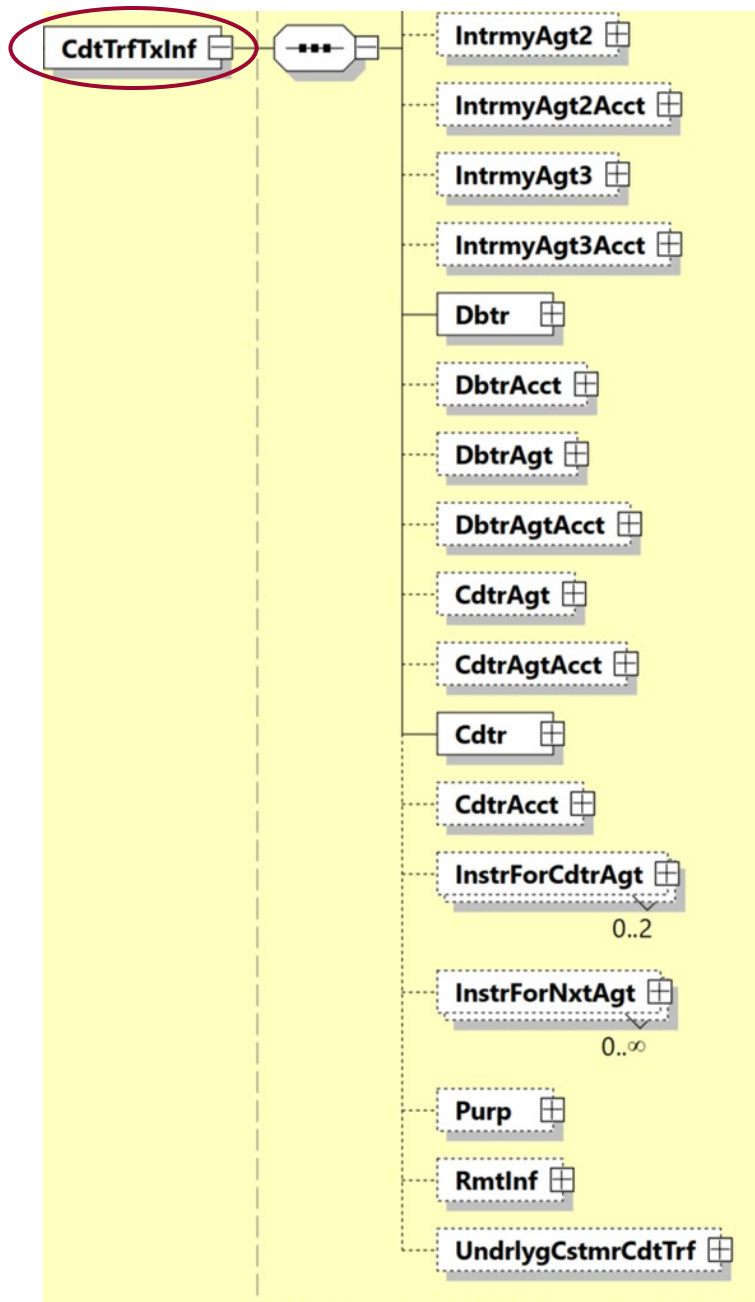 CdtTrfTxInf
IntrmyAgt2
IntrmyAgt2Acct
IntrmyAgt3
IntrmyAgt3Acct
Dbtr
DbtrAcct
DbtrAgt
DbtrAgtAcct
CdtrAgt
CdtrAgtAcct
Cdtr
CdtrAcct
InstrForCdtrAgt
0..2
InstrForNxtAgt
0..∞
Purp
RmtInf
UndrlygCstmrCdtTrf